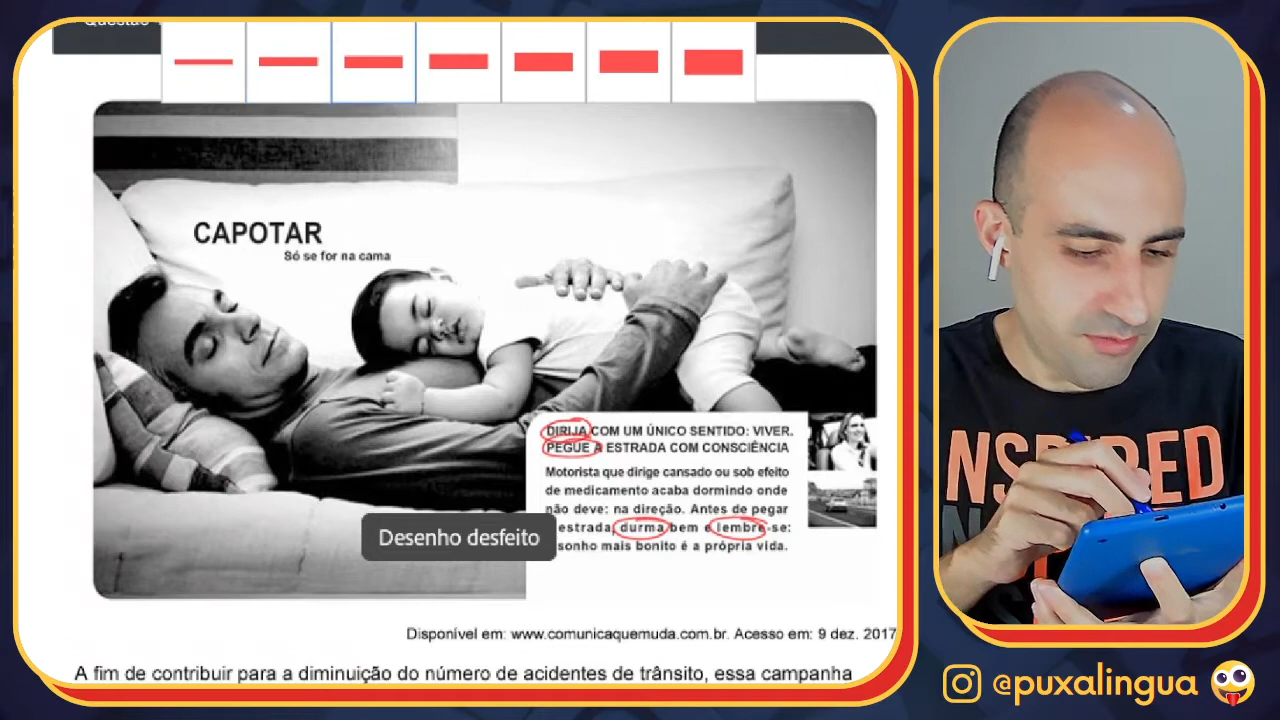 CAPOTAR
Só se for na cama
DIRIJA COM UM ÚNICO SENTIDO: VIVER.
PEGUE A ESTRADA COM CONSCIÊNCIA
Motorista que dirige cansado ou sob efeito
de medicamento acaba dormindo onde
não deve: na direção. Antes de pegar
estrada, durma bem e lembre-se:
sonho mais bonito é a própria vida.
Desenho desfeito
Disponível em: www.comunicaquemuda.com.br. Acesso em: 9 dez. 2017
A fim de contribuir para a diminuição do número de acidentes de trânsito, essa campanha
@puxalingua